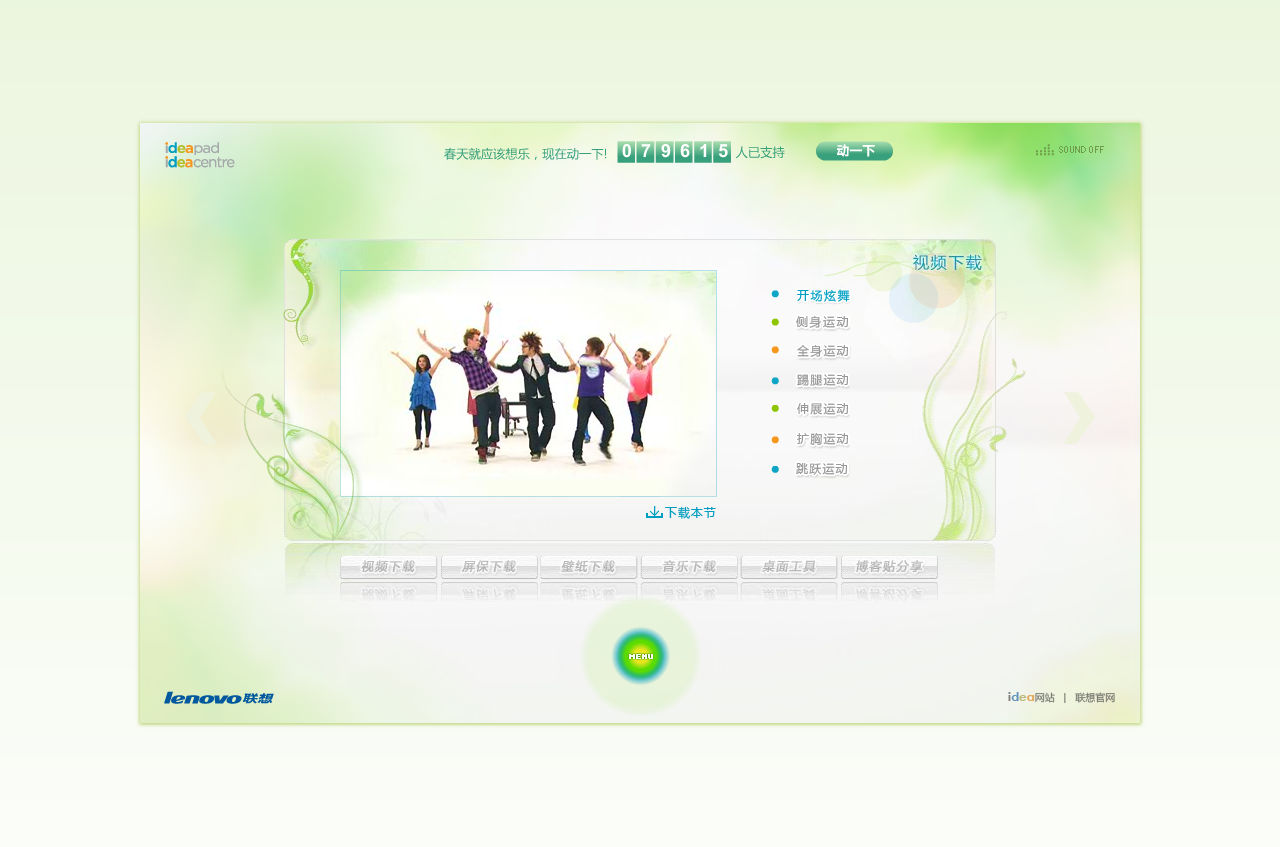 ideapad
ideacentre
春天就应该想乐，现在动一下! 079615 人已支持
动一下
SOUND OFF
视频下载
开场炫舞
侧身运动
全身运动
踢腿运动
伸展运动
扩胸运动
跳跃运动
下载本节
视频下载 屏保下载 壁纸下载 音乐下载 桌面工具 博客贴分享
MENU
lenovo联想
idea网站 | 联想官网